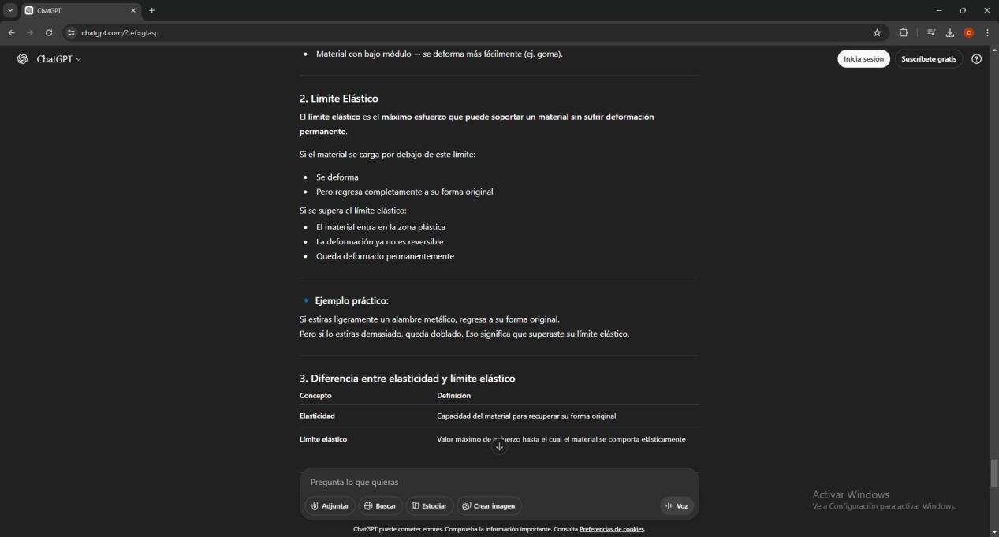 ChatGPT
chatgpt.com/?ref=glasp
C
ChatGPT
Inicia sesión
Suscríbete gratis
?
• Material con bajo módulo → se deforma más fácilmente (ej. goma).
2. Límite Elástico
El límite elástico es el máximo esfuerzo que puede soportar un material sin sufrir deformación
permanente.
Si el material se carga por debajo de este límite:
• Se deforma
• Pero regresa completamente a su forma original
Si se supera el límite elástico:
• El material entra en la zona plástica
• La deformación ya no es reversible
• Queda deformado permanentemente
Ejemplo práctico:
Si estiras ligeramente un alambre metálico, regresa a su forma original.
Pero si lo estiras demasiado, queda doblado. Eso significa que superaste su límite elástico.
3. Diferencia entre elasticidad y límite elástico
Concepto Definición
Elasticidad Capacidad del material para recuperar su forma original
Límite elástico Valor máximo de esfuerzo hasta el cual el material se comporta elásticamente
Pregunta lo que quieras
Adjuntar Buscar Estudiar Crear imagen Voz
ChatGPT puede cometer errores. Comprueba la información importante. Consulta Preferencias de cookies.
Activar Windows
Ve a Configuración para activar Windows.